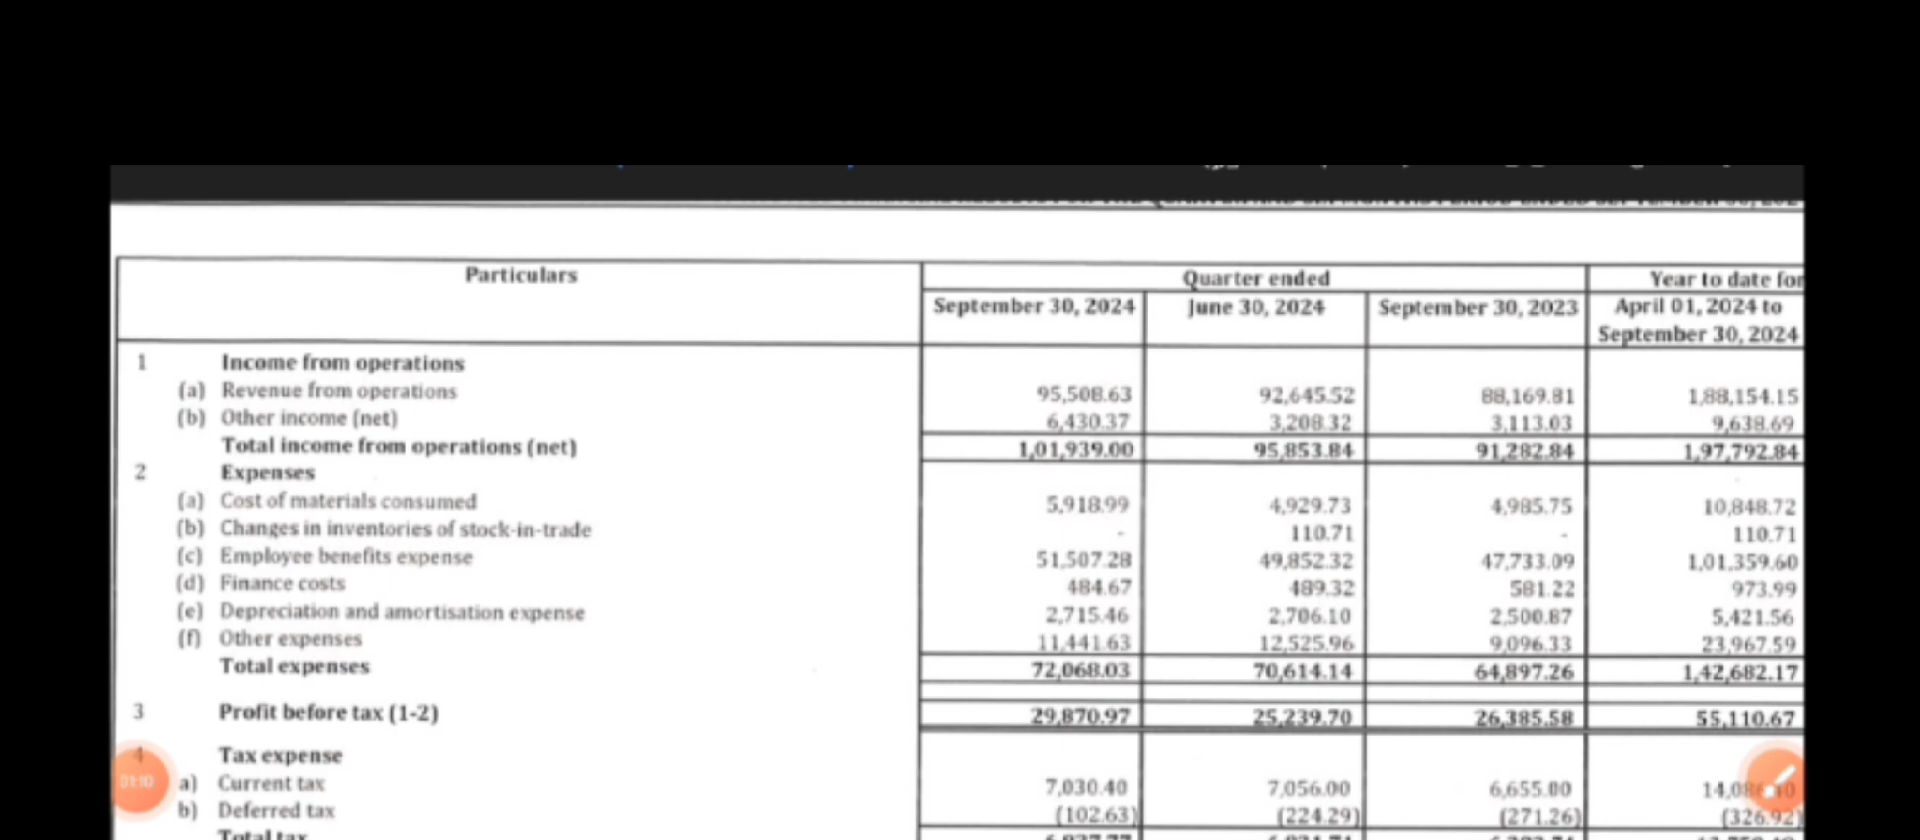 Particulars Quarter ended Year to date for
September 30, 2024 June 30, 2024 September 30, 2023 April 01, 2024 to
September 30, 2024
1 Income from operations
(a) Revenue from operations 95,508.63 92,645.52 88,169.81 1,88,154.15
(b) Other income (net) 6,430.37 3,208.32 3,113.03 9,638.69
Total income from operations (net) 1,01,939.00 95,853.84 91,282.84 1,97,792.84
2 Expenses
(a) Cost of materials consumed 5,918.99 4,929.73 4,985.75 10,848.72
(b) Changes in inventories of stock-in-trade - 110.71 - 110.71
(c) Employee benefits expense 51,507.28 49,852.32 47,733.09 1,01,359.60
(d) Finance costs 484.67 489.32 581.22 973.99
(e) Depreciation and amortisation expense 2,715.46 2,706.10 2,500.87 5,421.56
(f) Other expenses 11,441.63 12,525.96 9,096.33 23,967.59
Total expenses 72,068.03 70,614.14 64,897.26 1,42,682.17
3 Profit before tax (1-2) 29,870.97 25,239.70 26,385.58 55,110.67
4 Tax expense
01:10 a) Current tax 7,030.40 7,056.00 6,655.00
b) Deferred tax (102.63) (224.29) (271.26) (326.92)
Total tax